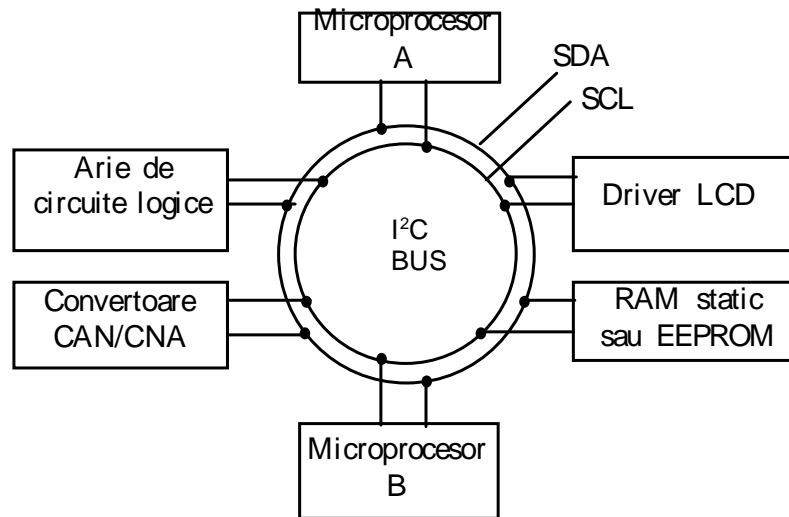 Microprocesor
A
SDA
SCL
Arie de
circuite logice
Driver LCD
I²C
BUS
Convertoare
CAN/CNA
RAM static
sau EEPROM
Microprocesor
B